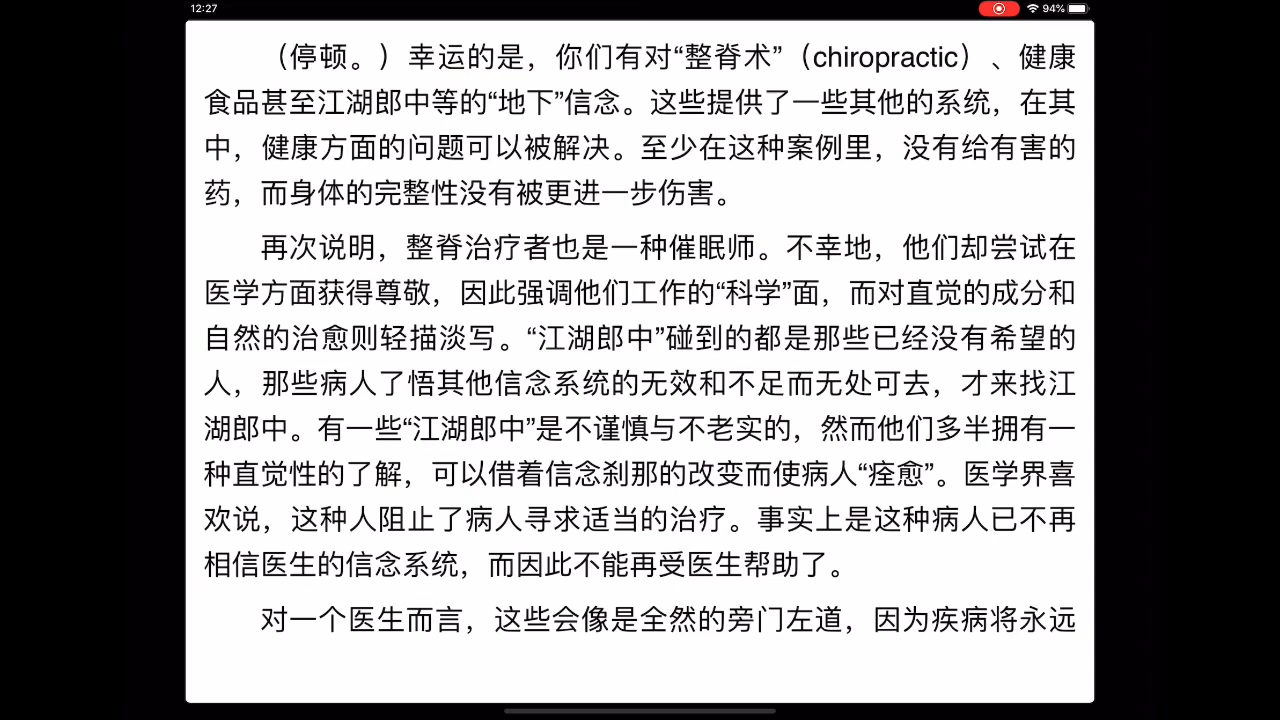 12:27
94%
（停顿。）幸运的是，你们有对“整脊术”（chiropractic）、健康
食品甚至江湖郎中等的“地下”信念。这些提供了一些其他的系统，在其
中，健康方面的问题可以被解决。至少在这种案例里，没有给有害的
药，而身体的完整性没有被更进一步伤害。
再次说明，整脊治疗者也是一种催眠师。不幸地，他们却尝试在
医学方面获得尊敬，因此强调他们工作的“科学”面，而对直觉的成分和
自然的治愈则轻描淡写。“江湖郎中”碰到的都是那些已经没有希望的
人，那些病人了悟其他信念系统的无效和不足而无处可去，才来找江
湖郎中。有一些“江湖郎中”是不谨慎与不老实的，然而他们多半拥有一
种直觉性的了解，可以借着信念刹那的改变而使病人“痊愈”。医学界喜
欢说，这种人阻止了病人寻求适当的治疗。事实上是这种病人已不再
相信医生的信念系统，而因此不能再受医生帮助了。
对一个医生而言，这些会像是全然的旁门左道，因为疾病将永远